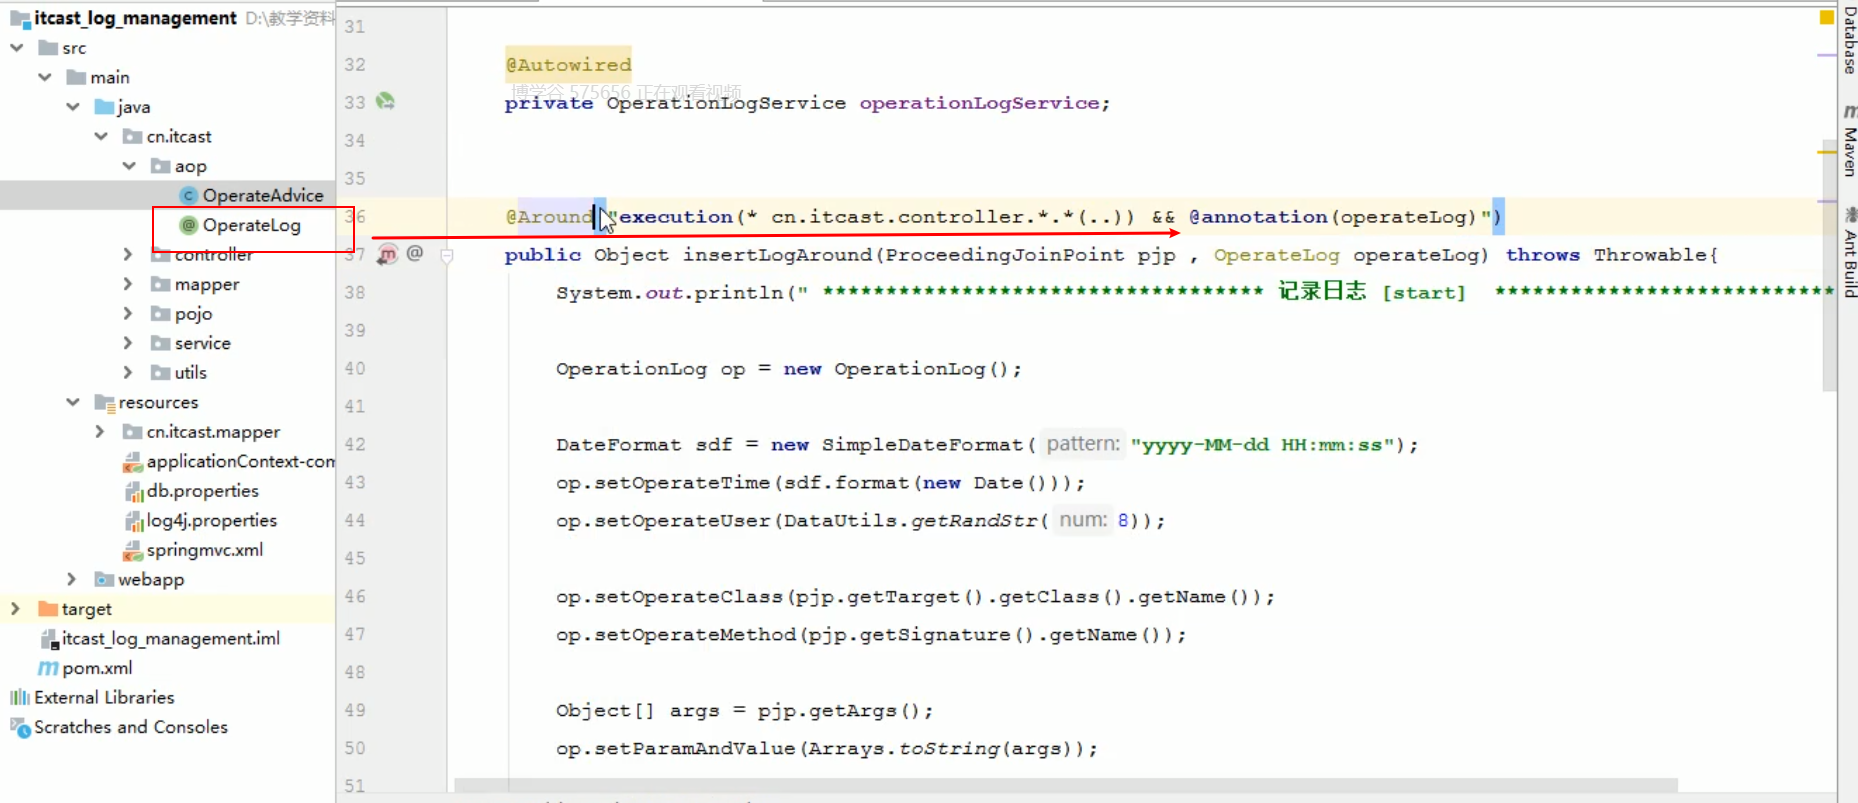 itcast_log_management D:\教学资料
src
main
java
cn.itcast
aop
OperateAdvice
OperateLog
controller
mapper
pojo
service
utils
resources
cn.itcast.mapper
applicationContext-com
db.properties
log4j.properties
springmvc.xml
webapp
target
itcast_log_management.iml
pom.xml
External Libraries
Scratches and Consoles
31
32 @Autowired
博学谷 575656 正在观看视频
33 private OperationLogService operationLogService;
34
35
36 @Around("execution(* cn.itcast.controller.*.*(..)) && @annotation(operateLog)")
37 public Object insertLogAround(ProceedingJoinPoint pjp , OperateLog operateLog) throws Throwable{
38 System.out.println(" *********************************** 记录日志 [start] ***************************
39
40 OperationLog op = new OperationLog();
41
42 DateFormat sdf = new SimpleDateFormat( pattern: "yyyy-MM-dd HH:mm:ss");
43 op.setOperateTime(sdf.format(new Date()));
44 op.setOperateUser(DataUtils.getRandStr( num: 8));
45
46 op.setOperateClass(pjp.getTarget().getClass().getName());
47 op.setOperateMethod(pjp.getSignature().getName());
48
49 Object[] args = pjp.getArgs();
50 op.setParamAndValue(Arrays.toString(args));
51
Database
Maven
Ant Build